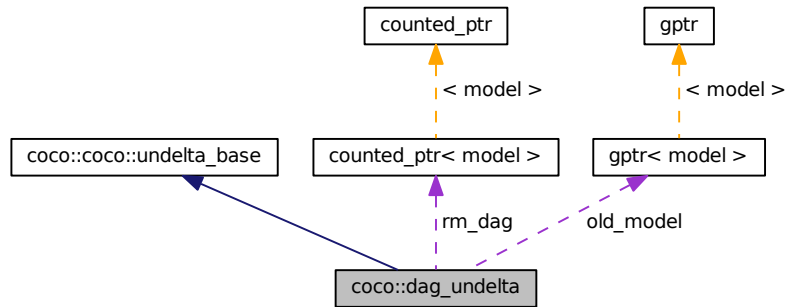 counted_ptr
gptr
< model >
< model >
coco::coco::undelta_base
counted_ptr< model >
gptr< model >
rm_dag
old_model
coco::dag_undelta